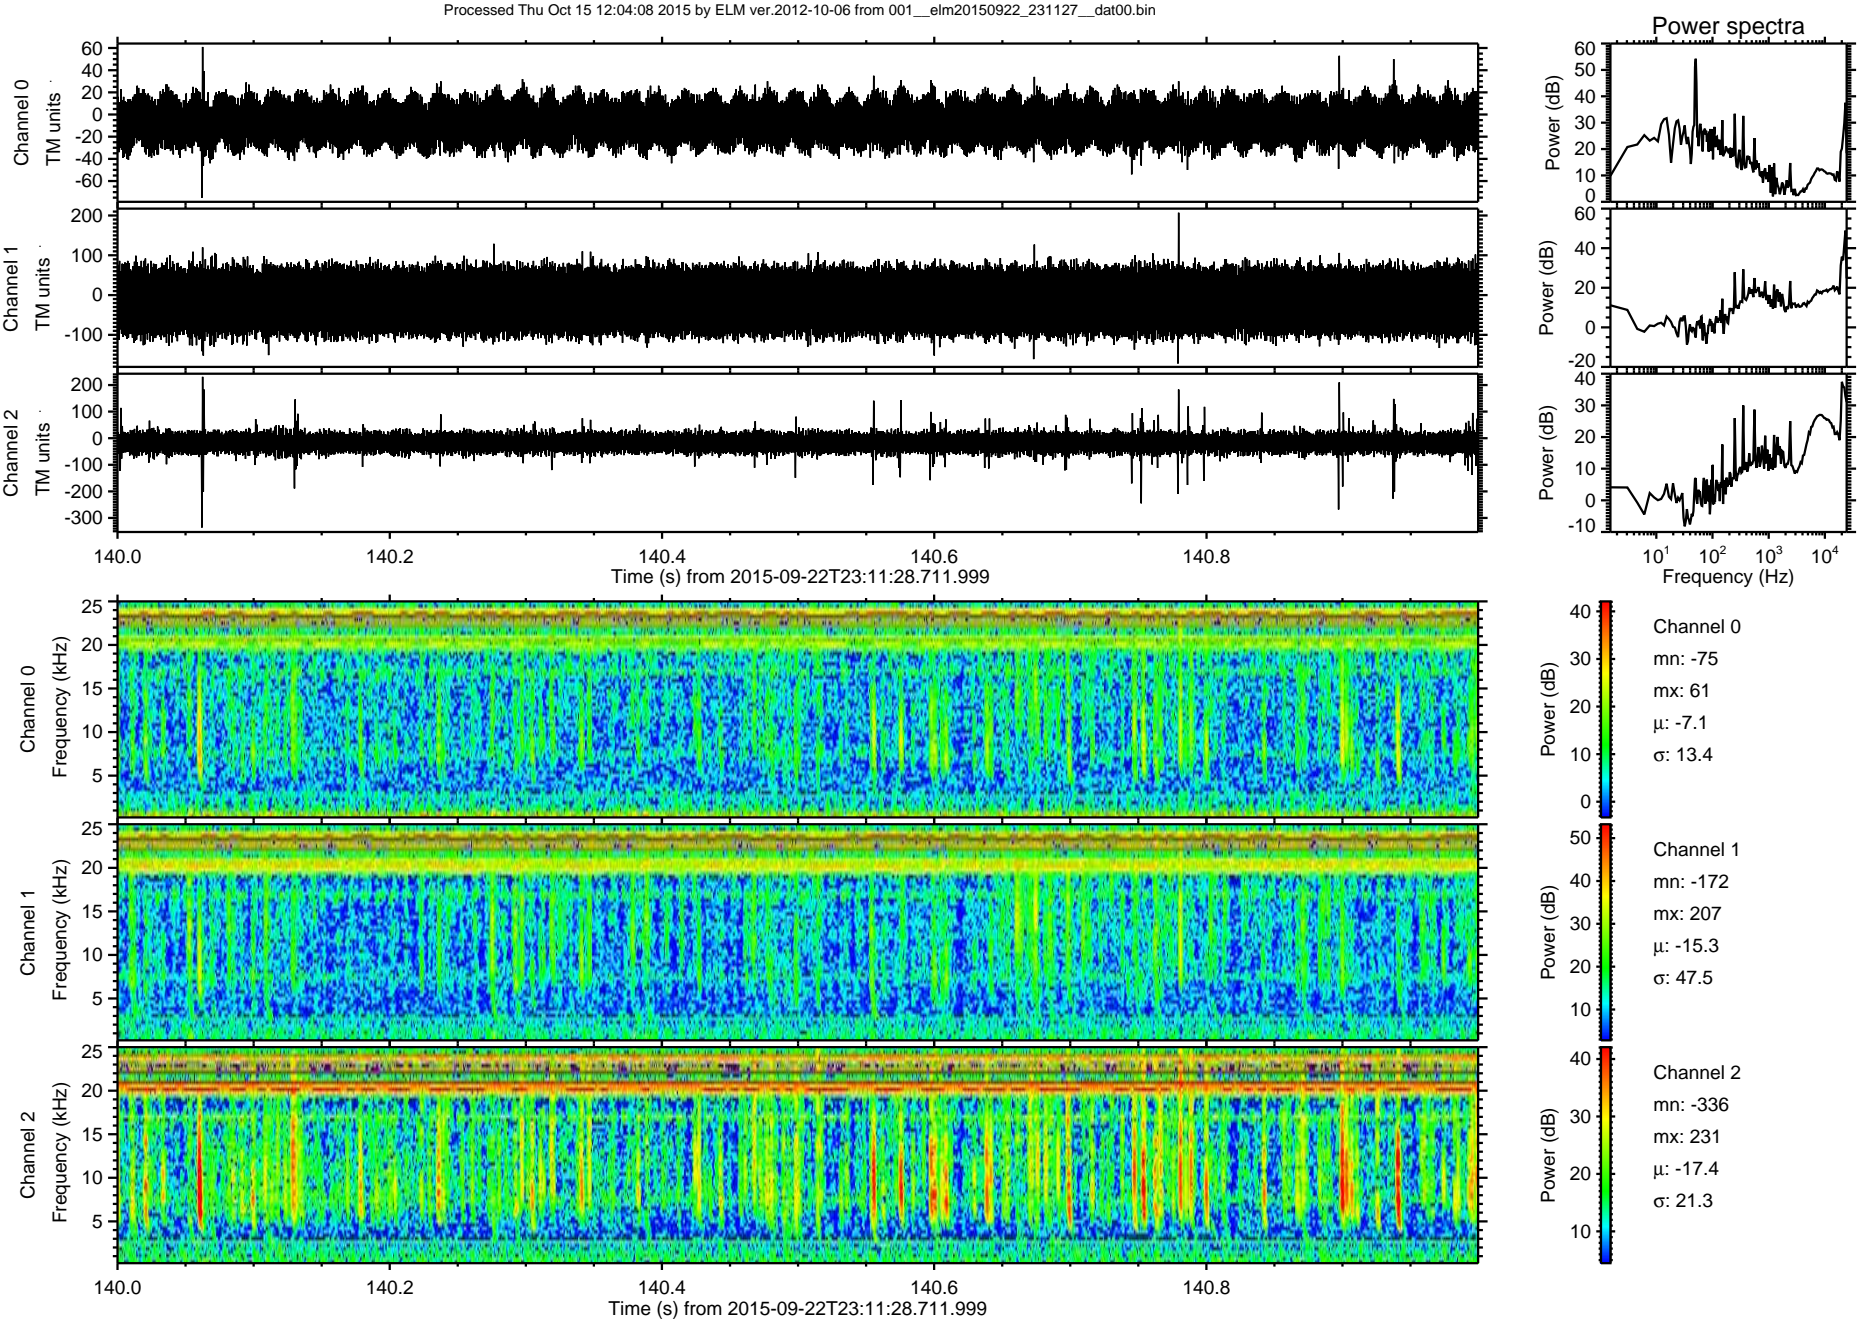 Processed Thu Oct 15 12:04:08 2015 by ELM ver.2012-10-06 from 001__elm20150922_231127__dat00.bin
Power spectra
Channel 0
TM units
60
40
20
0
-20
-40
-60
Power (dB)
60
50
40
30
20
10
0
Channel 1
TM units
200
100
0
-100
Power (dB)
60
40
20
0
-20
Channel 2
TM units
200
100
0
-100
-200
-300
Power (dB)
40
30
20
10
0
-10
140.0 140.2 140.4 140.6 140.8
Time (s) from 2015-09-22T23:11:28.711.999
10¹ 10² 10³ 10⁴
Frequency (Hz)
Channel 0
Frequency (kHz)
25
20
15
10
5
Power (dB)
40
30
20
10
0
Channel 0
mn: -75
mx: 61
μ: -7.1
σ: 13.4
Channel 1
Frequency (kHz)
25
20
15
10
5
Power (dB)
50
40
30
20
10
Channel 1
mn: -172
mx: 207
μ: -15.3
σ: 47.5
Channel 2
Frequency (kHz)
25
20
15
10
5
Power (dB)
40
30
20
10
Channel 2
mn: -336
mx: 231
μ: -17.4
σ: 21.3
140.0 140.2 140.4 140.6 140.8
Time (s) from 2015-09-22T23:11:28.711.999